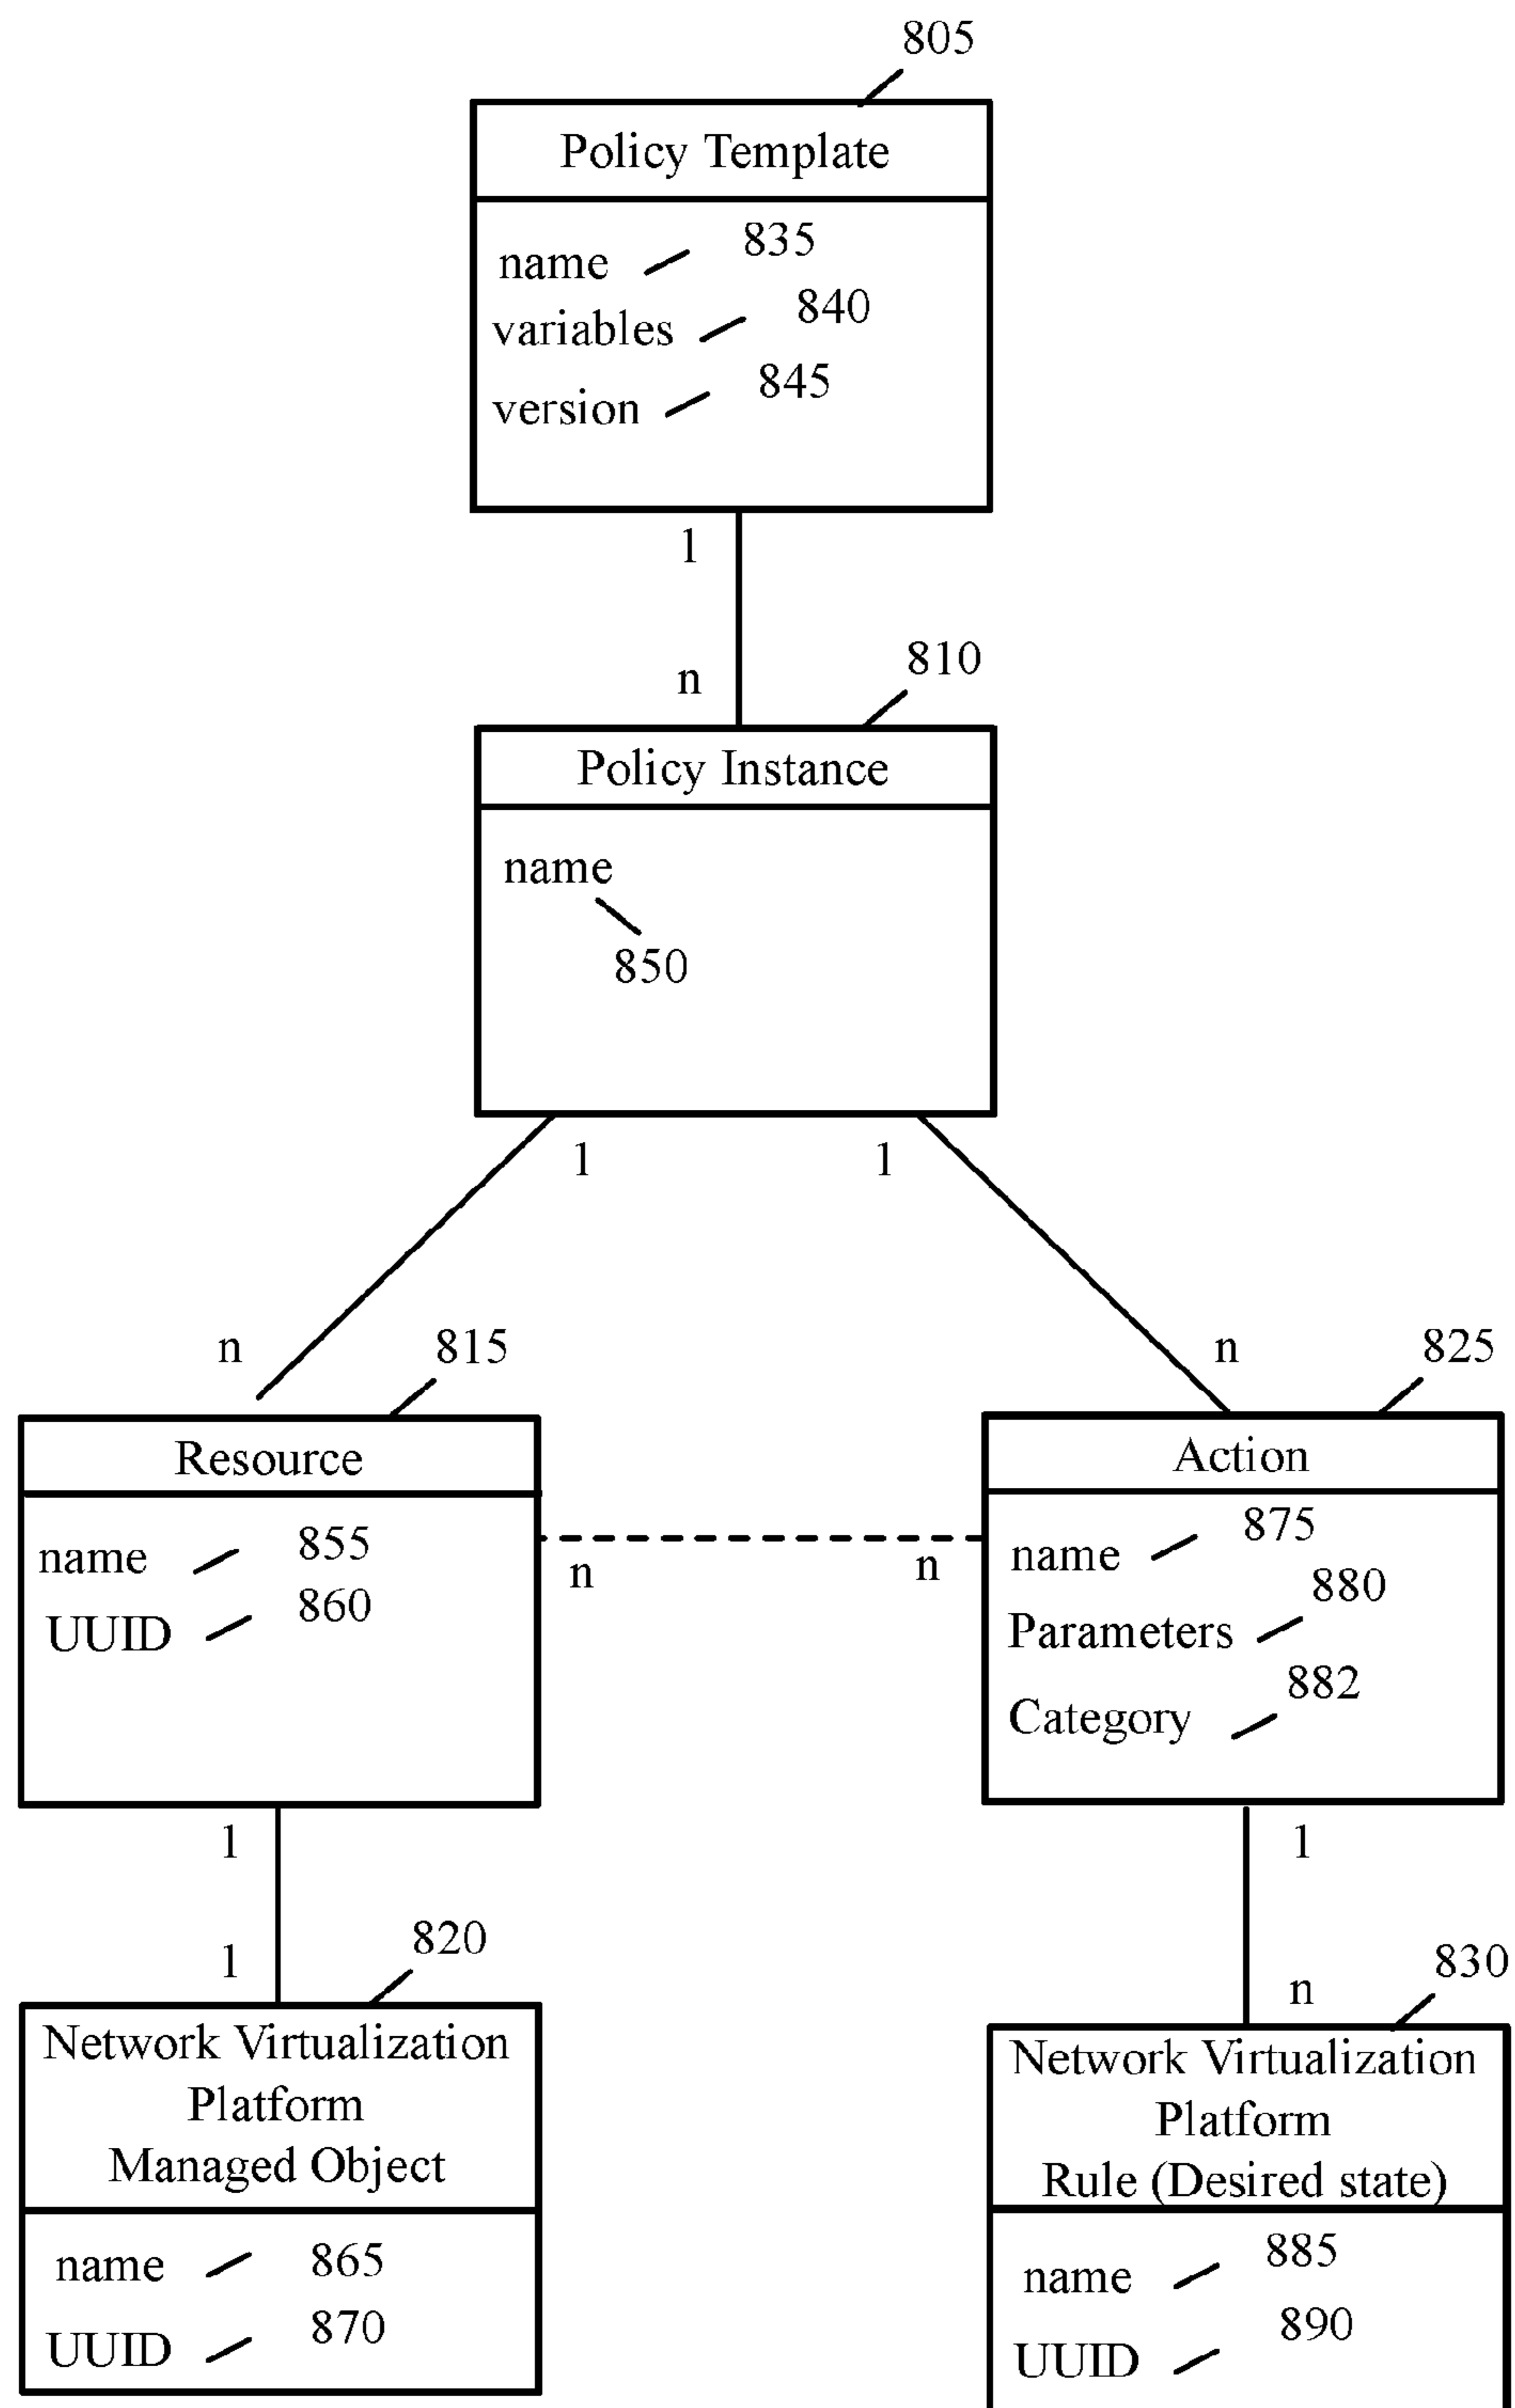 805
Policy Template
name 835
variables 840
version 845
1
n
810
Policy Instance
name
850
1 1
n 815
n 825
Resource
name 855
UUID 860
Action
name 875
Parameters 880
Category 882
n n
1
1
820
1
n
830
Network Virtualization
Platform
Managed Object
name 865
UUID 870
Network Virtualization
Platform
Rule (Desired state)
name 885
UUID 890